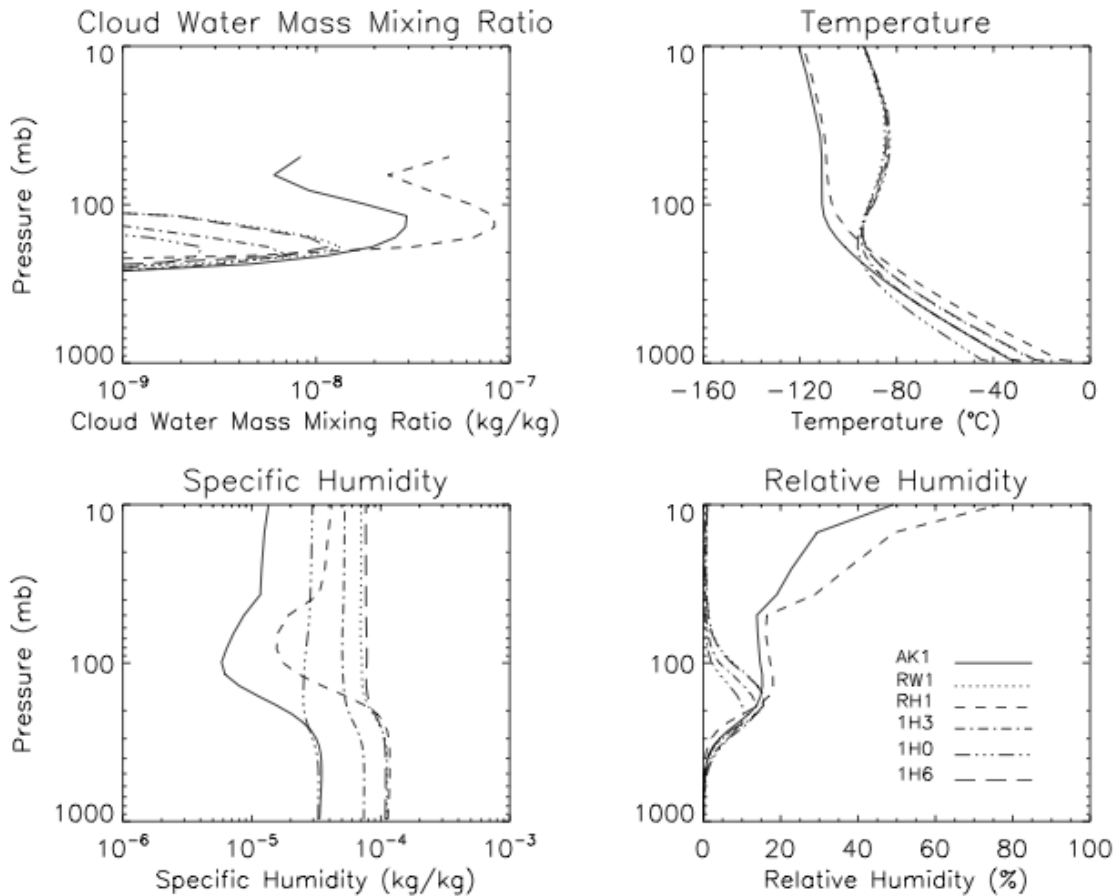 Cloud Water Mass Mixing Ratio
Temperature
10
100
1000
Pressure (mb)
10⁻⁹ 10⁻⁸ 10⁻⁷
Cloud Water Mass Mixing Ratio (kg/kg)
10
100
1000
-160 -120 -80 -40 0
Temperature (°C)
Specific Humidity
Relative Humidity
10
100
1000
Pressure (mb)
10⁻⁶ 10⁻⁵ 10⁻⁴ 10⁻³
Specific Humidity (kg/kg)
10
100
1000
AK1
RW1
RH1
1H3
1H0
1H6
0 20 40 60 80 100
Relative Humidity (%)